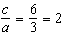 c/a = 6/3 = 2